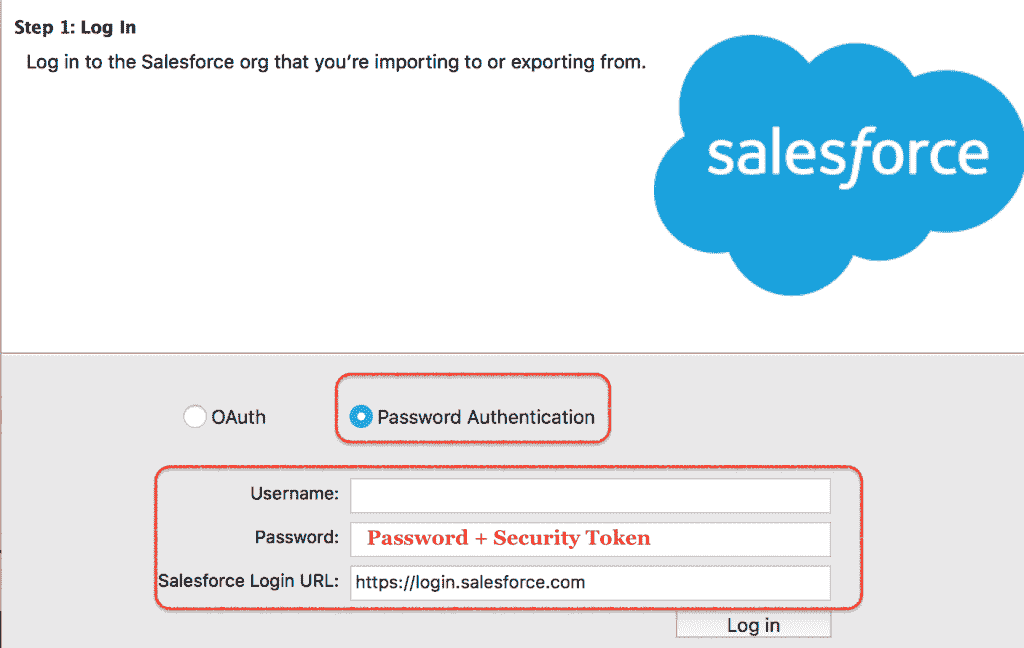 Step 1: Log In
Log in to the Salesforce org that you're importing to or exporting from.
salesforce
OAuth
Password Authentication
Username:
Password: Password + Security Token
Salesforce Login URL: https://login.salesforce.com
Log in